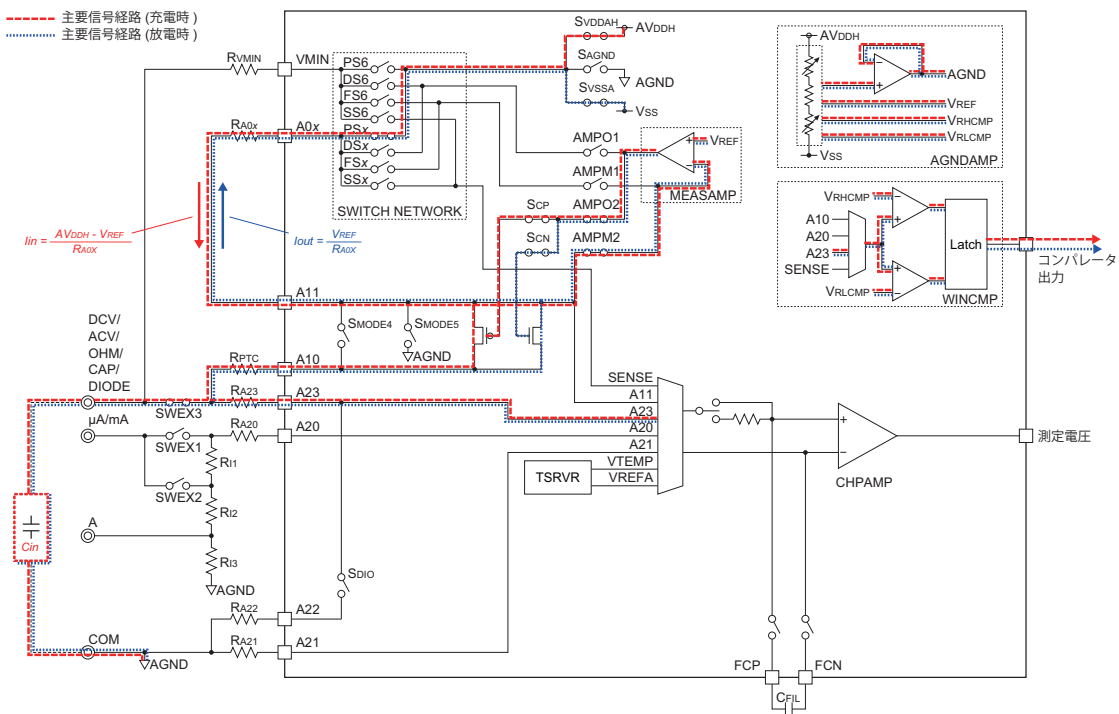 主要信号経路 (充電時)
主要信号経路 (放電時)
RVMIN
VMIN
PS6
DS6
FS6
SS6
PSx
DSx
FSx
SSx
SWITCH NETWORK
RA0x
A0x
SVDDAH
AVDDH
SAGND
AGND
SVSSA
VSS
AMPO1
AMPM1
AMPO2
AMPM2
VREF
MEASAMP
SCP
SCN
AVDDH
AGND
VREF
VRHCMP
VRLCMP
VSS
AGNDAMP
VRHCMP
A10
A20
A23
SENSE
VRLCMP
Latch
WINCMP
コンパレータ
出力
Iin = AVDDH - VREF
RA0X
Iout = VREF
RA0X
A11
SMODE4
SMODE5
AGND
DCV/
ACV/
OHM/
CAP/
DIODE
RPTC
A10
RA23
A23
SWEX3
μA/mA
SWEX1
RA20
A20
RI1
SWEX2
RI2
A
RI3
AGND
Cin
COM
AGND
RA22
A22
RA21
A21
SDIO
SENSE
A11
A23
A20
A21
VTEMP
VREFA
TSRVR
+
−
CHPAMP
測定電圧
FCP
FCN
CFIL